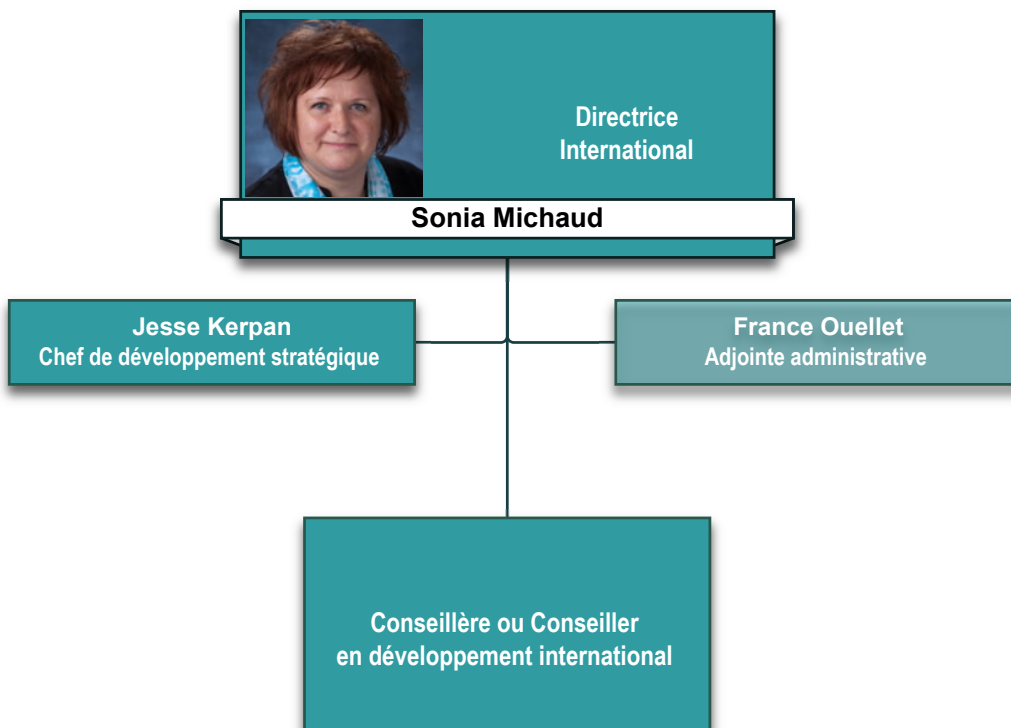 Directrice
International
Sonia Michaud
Jesse Kerpan
Chef de développement stratégique
France Ouellet
Adjointe administrative
Conseillère ou Conseiller
en développement international